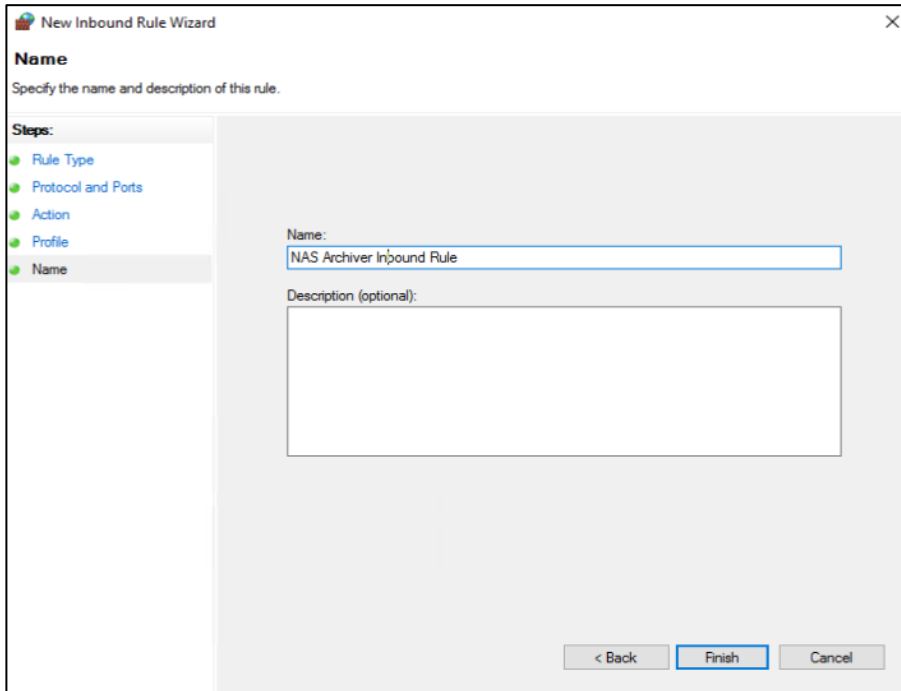 New Inbound Rule Wizard
Name
Specify the name and description of this rule.
Steps:
Rule Type
Protocol and Ports
Action
Profile
Name
Name:
NAS Archiver Inbound Rule
Description (optional):
< Back Finish Cancel